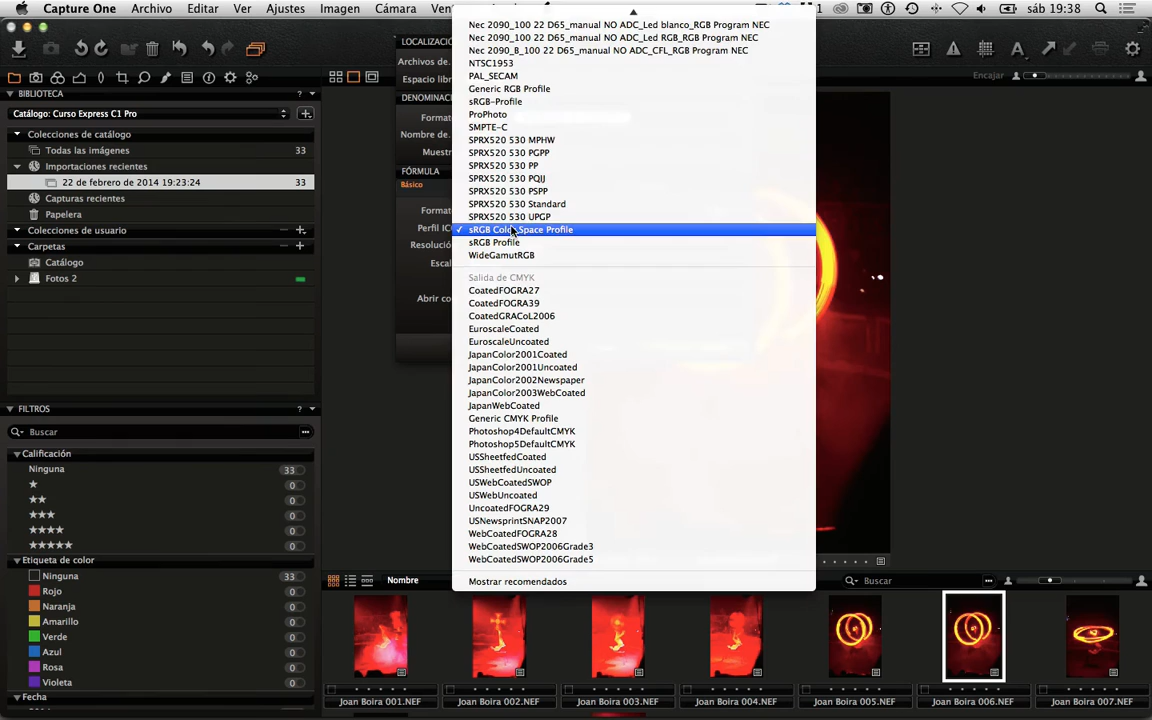 Capture One Archivo Editar Ajustes Imagen Cámara sáb 19:38
BIBLIOTECA
Catálogo: Curso Express C1 Pro
Colecciones de catálogo
Todas las imágenes 33
Importaciones recientes
22 de febrero de 2014 19:23:24 33
Capturas recientes
Papelera
Colecciones de usuario
Carpetas
Catálogo
Fotos 2
FILTROS
Buscar
Calificación
Ninguna 33
0
0
0
0
0
Etiqueta de color
Ninguna 33
Rojo 0
Naranja 0
Amarillo 0
Verde 0
Azul 0
Rosa 0
Violeta 0
Fecha
Archivos de
Espacio libr
Nombre de
FÓRMULA
Básico
Abrir co
Nec 2090_100 22 D65_manual NO ADC_Led blanco_RGB Program NEC
Nec 2090_100 22 D65_manual NO ADC_Led RGB_RGB Program NEC
Nec 2090_B_100 22 D65_manual NO ADC_CFL_RGB Program NEC
NTSC1953
PAL_SECAM
Generic RGB Profile
sRGB-Profile
ProPhoto
SMPTE-C
SPRX520 530 MPHW
SPRX520 530 PGPP
SPRX520 530 PP
SPRX520 530 PQIJ
SPRX520 530 PSPP
SPRX520 530 Standard
SPRX520 530 UPGP
sRGB Color Space Profile
sRGB Profile
WideGamutRGB
Salida de CMYK
CoatedFOGRA27
CoatedFOGRA39
CoatedGRACoL2006
EuroscaleCoated
EuroscaleUncoated
JapanColor2001Coated
JapanColor2001Uncoated
JapanColor2002Newspaper
JapanColor2003WebCoated
JapanWebCoated
Generic CMYK Profile
Photoshop4DefaultCMYK
Photoshop5DefaultCMYK
USSheetfedCoated
USSheetfedUncoated
USWebCoatedSWOP
USWebUncoated
UncoatedFOGRA29
USNewsprintSNAP2007
WebCoatedFOGRA28
WebCoatedSWOP2006Grade3
WebCoatedSWOP2006Grade5
Mostrar recomendados
Encajar
Nombre
Buscar
Joan Boira 001.NEF
Joan Boira 002.NEF
Joan Boira 003.NEF
Joan Boira 004.NEF
Joan Boira 005.NEF
Joan Boira 006.NEF
Joan Boira 007.NEF